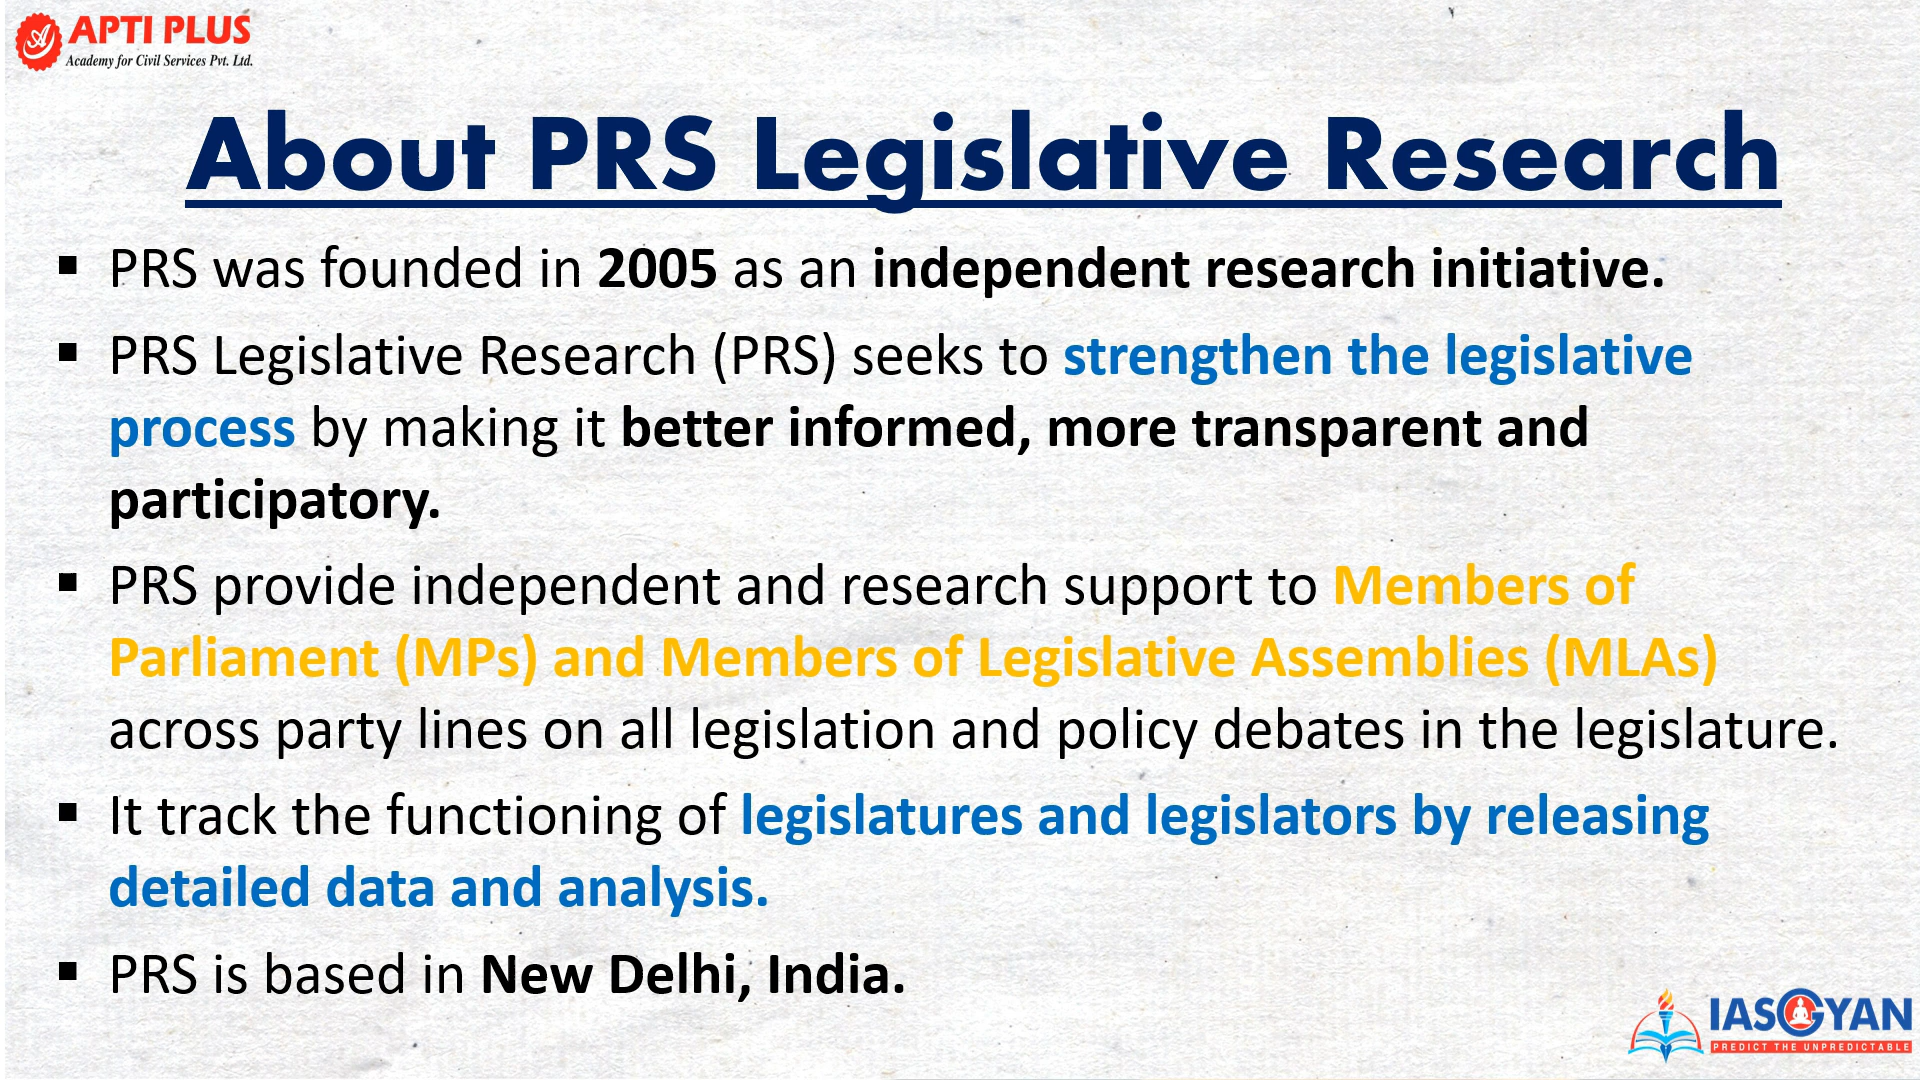 APTI PLUS
Academy for Civil Services Pvt. Ltd.
About PRS Legislative Research
▪ PRS was founded in 2005 as an independent research initiative.
▪ PRS Legislative Research (PRS) seeks to strengthen the legislative
process by making it better informed, more transparent and
participatory.
▪ PRS provide independent and research support to Members of
Parliament (MPs) and Members of Legislative Assemblies (MLAs)
across party lines on all legislation and policy debates in the legislature.
▪ It track the functioning of legislatures and legislators by releasing
detailed data and analysis.
▪ PRS is based in New Delhi, India.
IASGYAN
PREDICT THE UNPREDICTABLE